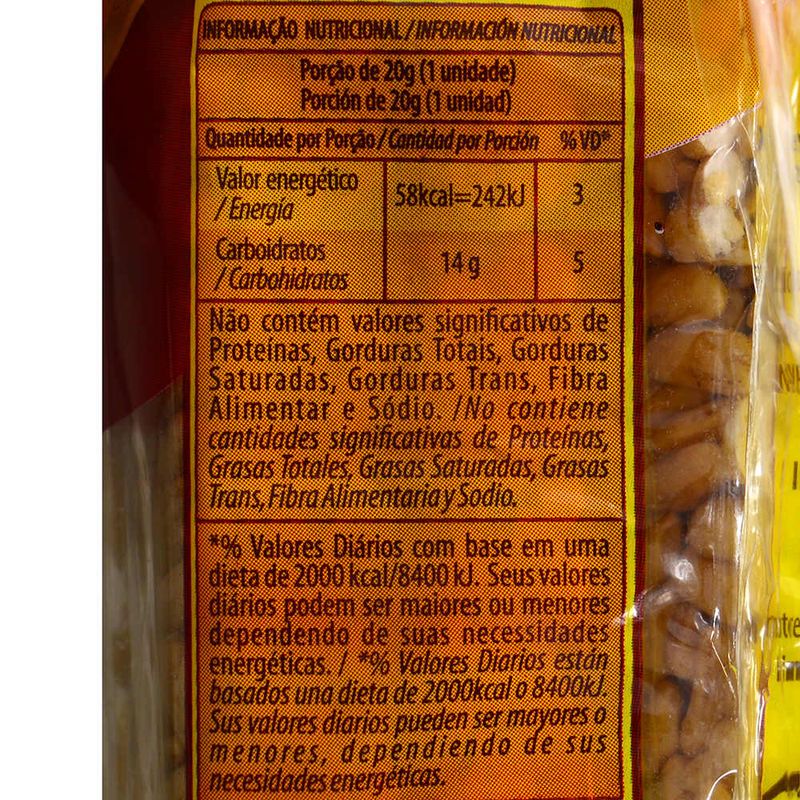 INFORMAÇÃO NUTRICIONAL/INFORMACIÓN NUTRICIONAL
Porção de 20g (1 unidade)
Porción de 20g (1 unidad)
Quantidade por Porção/Cantidad por Porción % VD*
Valor energético
/Energía
58kcal=242kJ 3
Carboidratos
/Carbohidratos
14 g 5
Não contém valores significativos de
Proteínas, Gorduras Totais, Gorduras
Saturadas, Gorduras Trans, Fibra
Alimentar e Sódio. /No contiene
cantidades significativas de Proteínas,
Grasas Totales, Grasas Saturadas, Grasas
Trans, Fibra Alimentaria y Sodio.
*% Valores Diários com base em uma
dieta de 2000 kcal/8400 kJ. Seus valores
diários podem ser maiores ou menores
dependendo de suas necessidades
energéticas. / *% Valores Diarios están
basados una dieta de 2000kcal o 8400kJ.
Sus valores diarios pueden ser mayores o
menores, dependiendo de sus
necesidades energéticas.